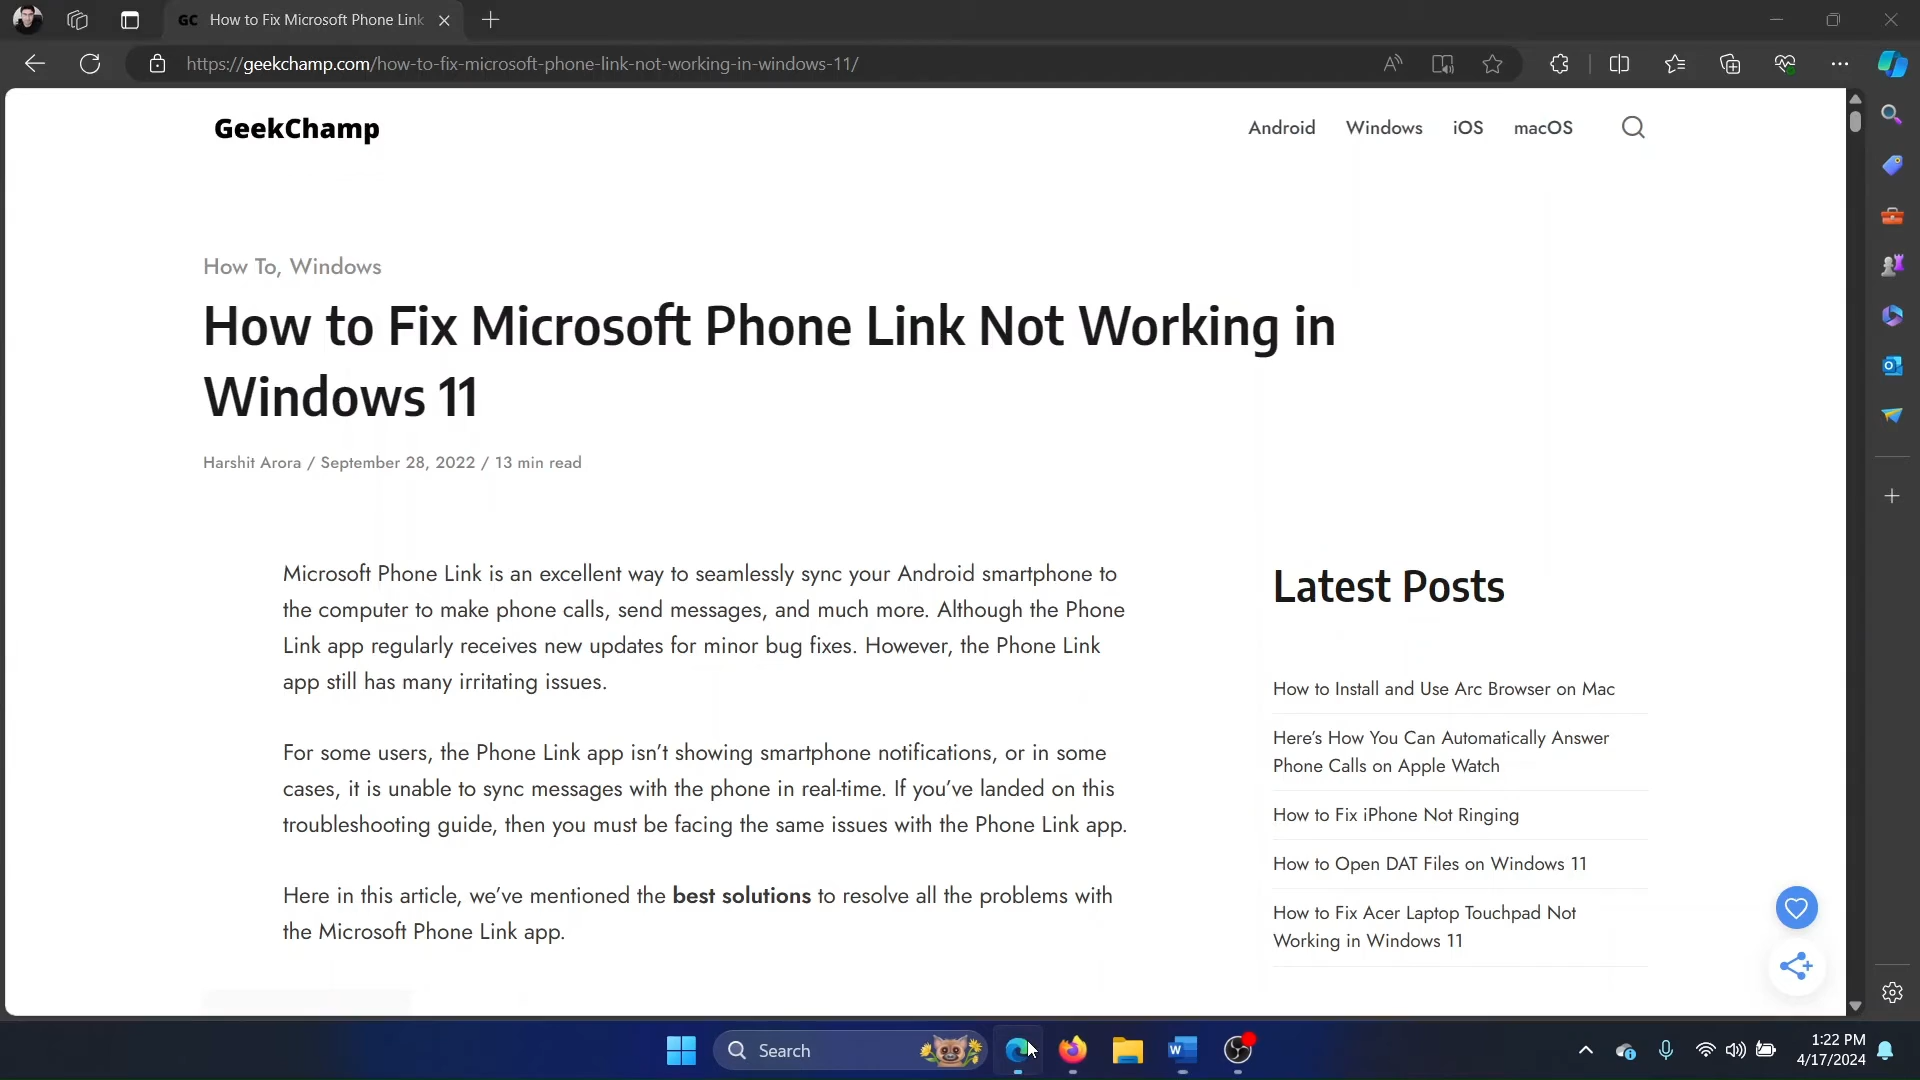 GC How to Fix Microsoft Phone Link
https://geekchamp.com/how-to-fix-microsoft-phone-link-not-working-in-windows-11/
GeekChamp
Android Windows iOS macOS
How To, Windows
How to Fix Microsoft Phone Link Not Working in
Windows 11
Harshit Arora / September 28, 2022 / 13 min read
Microsoft Phone Link is an excellent way to seamlessly sync your Android smartphone to
the computer to make phone calls, send messages, and much more. Although the Phone
Link app regularly receives new updates for minor bug fixes. However, the Phone Link
app still has many irritating issues.
For some users, the Phone Link app isn’t showing smartphone notifications, or in some
cases, it is unable to sync messages with the phone in real-time. If you’ve landed on this
troubleshooting guide, then you must be facing the same issues with the Phone Link app.
Here in this article, we’ve mentioned the best solutions to resolve all the problems with
the Microsoft Phone Link app.
Latest Posts
How to Install and Use Arc Browser on Mac
Here’s How You Can Automatically Answer
Phone Calls on Apple Watch
How to Fix iPhone Not Ringing
How to Open DAT Files on Windows 11
How to Fix Acer Laptop Touchpad Not
Working in Windows 11
Search
1:22 PM
4/17/2024